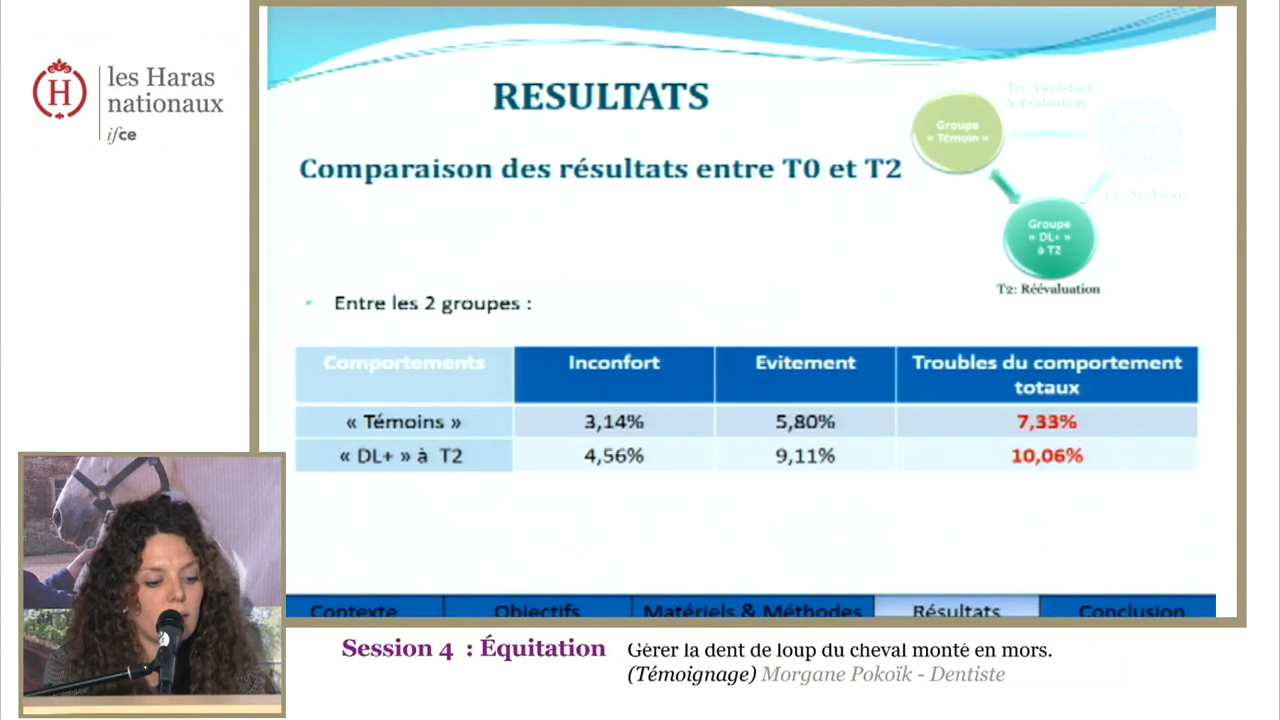 les Haras
nationaux
ifce
RESULTATS
Comparaison des résultats entre T0 et T2
T0 : Dépistage
& Evaluation
Groupe
« Témoin »
Groupe
« DL+ »
à T2
T2: Réévaluation
• Entre les 2 groupes :
Comportements Inconfort Evitement Troubles du comportement
totaux
« Témoins » 3,14% 5,80% 7,33%
« DL+ » à T2 4,56% 9,11% 10,06%
Contexte Objectifs Matériels & Méthodes Résultats Conclusion
Session 4 : Équitation Gérer la dent de loup du cheval monté en mors.
(Témoignage) Morgane Pokoïk - Dentiste